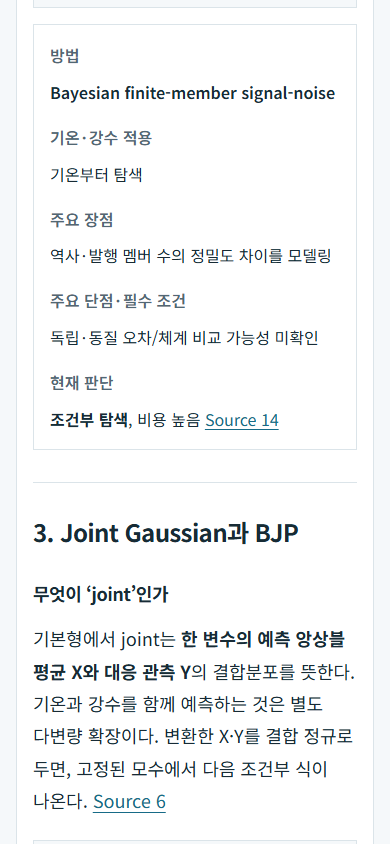 방법
Bayesian finite-member signal-noise
기온·강수 적용
기온부터 탐색
주요 장점
역사·발행 멤버 수의 정밀도 차이를 모델링
주요 단점·필수 조건
독립·동질 오차/체계 비교 가능성 미확인
현재 판단
조건부 탐색, 비용 높음 Source 14
3. Joint Gaussian과 BJP
무엇이 ‘joint’인가
기본형에서 joint는 한 변수의 예측 앙상블
평균 X와 대응 관측 Y의 결합분포를 뜻한다.
기온과 강수를 함께 예측하는 것은 별도
다변량 확장이다. 변환한 X·Y를 결합 정규로
두면, 고정된 모수에서 다음 조건부 식이
나온다. Source 6